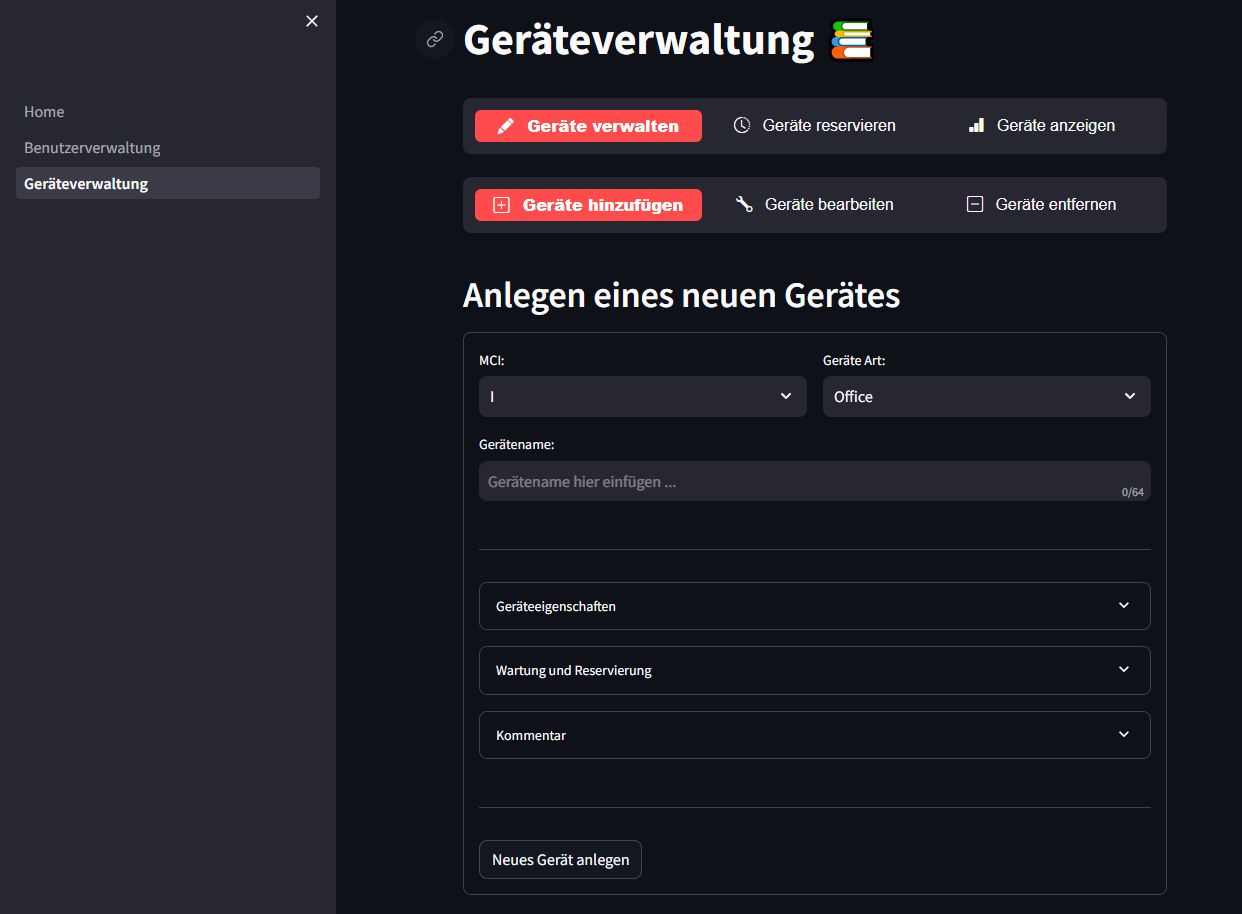 Home
Benutzerverwaltung
Geräteverwaltung
Geräteverwaltung
Geräte verwalten
Geräte reservieren
Geräte anzeigen
Geräte hinzufügen
Geräte bearbeiten
Geräte entfernen
Anlegen eines neuen Gerätes
MCI:
Geräte Art:
I
Office
Gerätename:
Gerätename hier einfügen ...
0/64
Geräteeigenschaften
Wartung und Reservierung
Kommentar
Neues Gerät anlegen